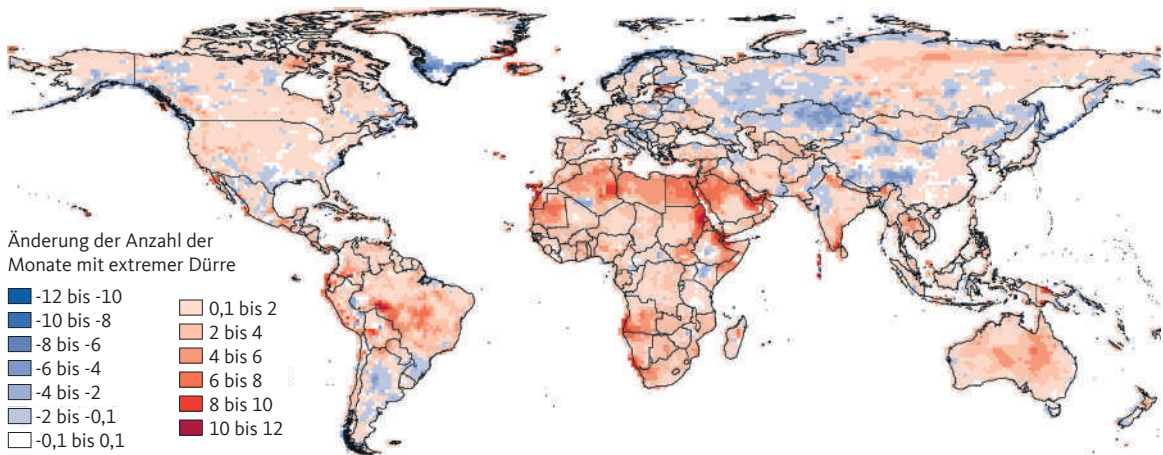 Änderung der Anzahl der
Monate mit extremer Dürre
-12 bis -10
-10 bis -8
-8 bis -6
-6 bis -4
-4 bis -2
-2 bis -0,1
-0,1 bis 0,1
0,1 bis 2
2 bis 4
4 bis 6
6 bis 8
8 bis 10
10 bis 12